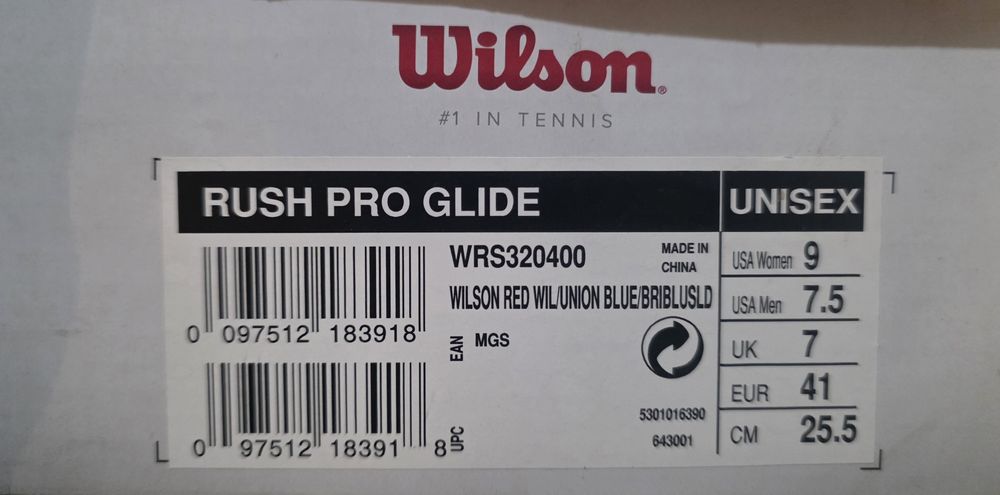 Wilson®
#1 IN TENNIS
RUSH PRO GLIDE
UNISEX
WRS320400
MADE IN
CHINA
WILSON RED WIL/UNION BLUE/BRIBLUSLD
0 097512 183918
EAN
MGS
0 97512 18391 8
UPC
5301016390
643001
USA Women 9
USA Men 7.5
UK 7
EUR 41
CM 25.5